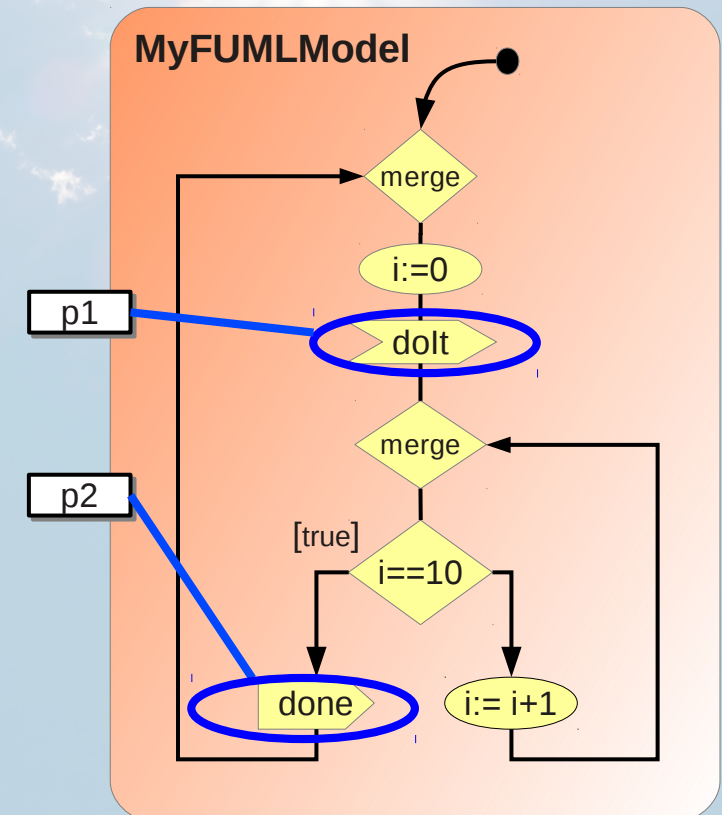 MyFUMLModel
merge
i:=0
p1
doIt
merge
p2
[true]
i==10
done
i:= i+1